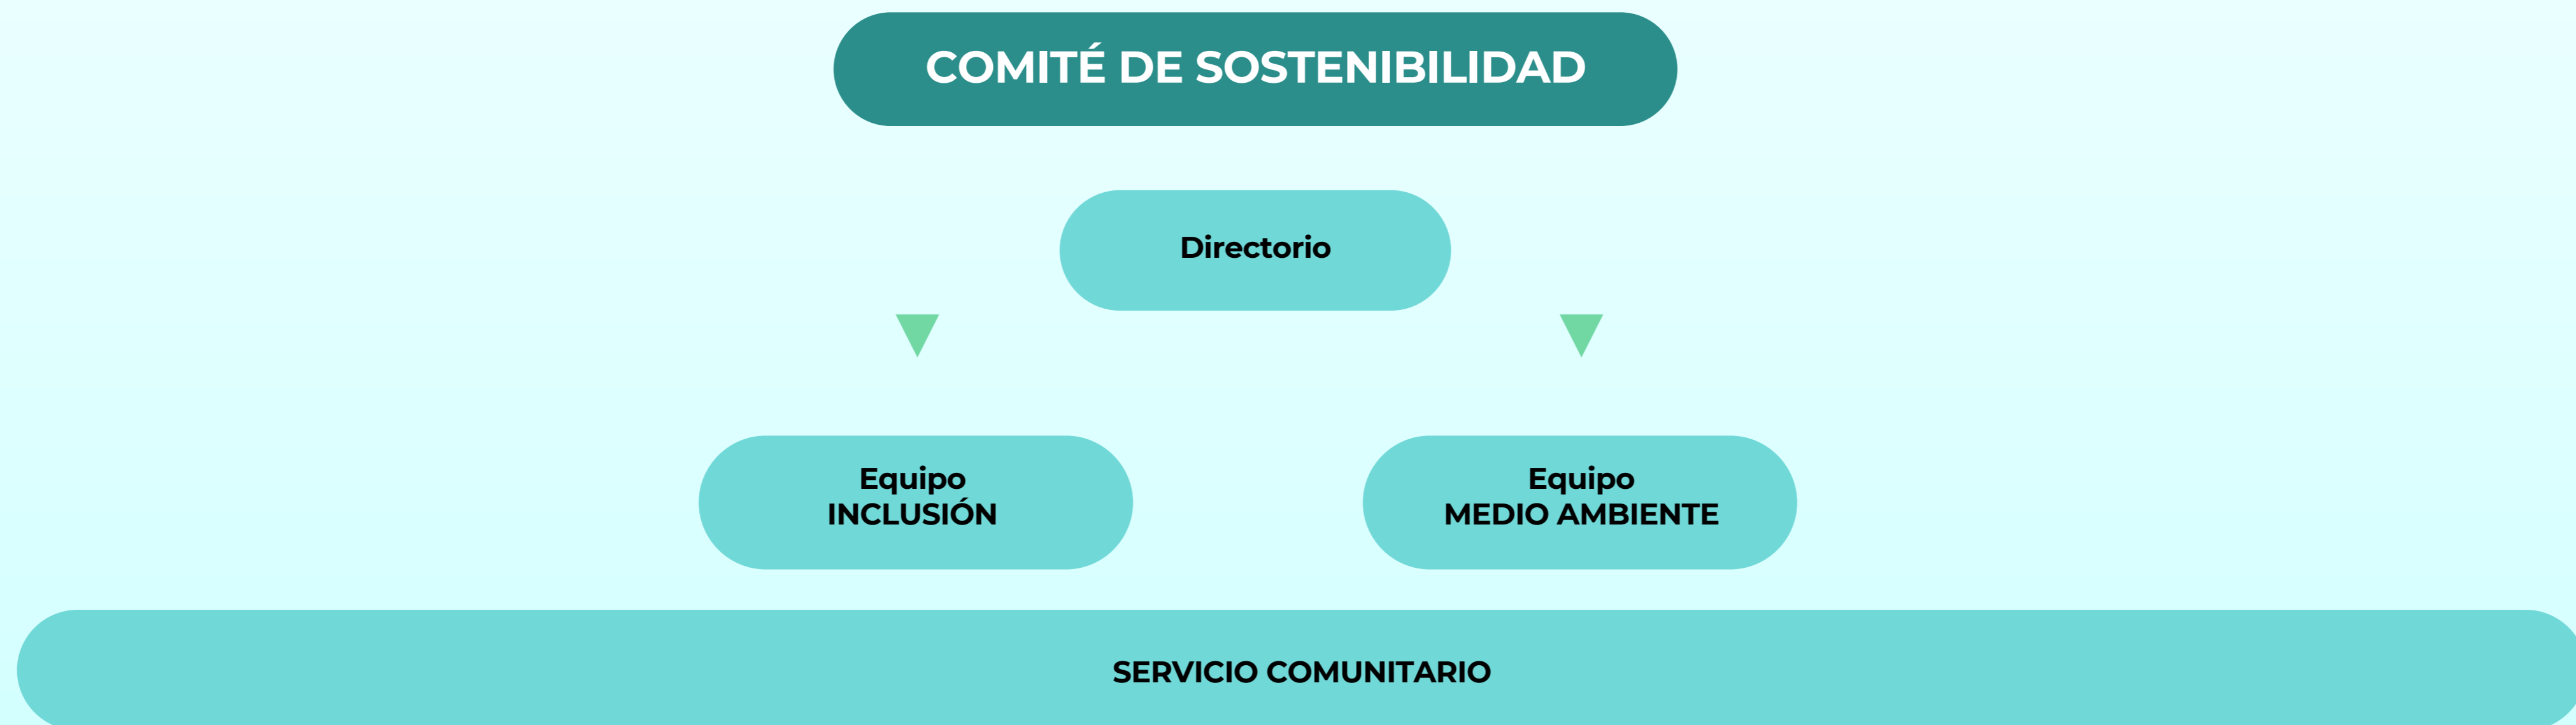 COMITÉ DE SOSTENIBILIDAD
Directorio
Equipo
INCLUSIÓN
Equipo
MEDIO AMBIENTE
SERVICIO COMUNITARIO